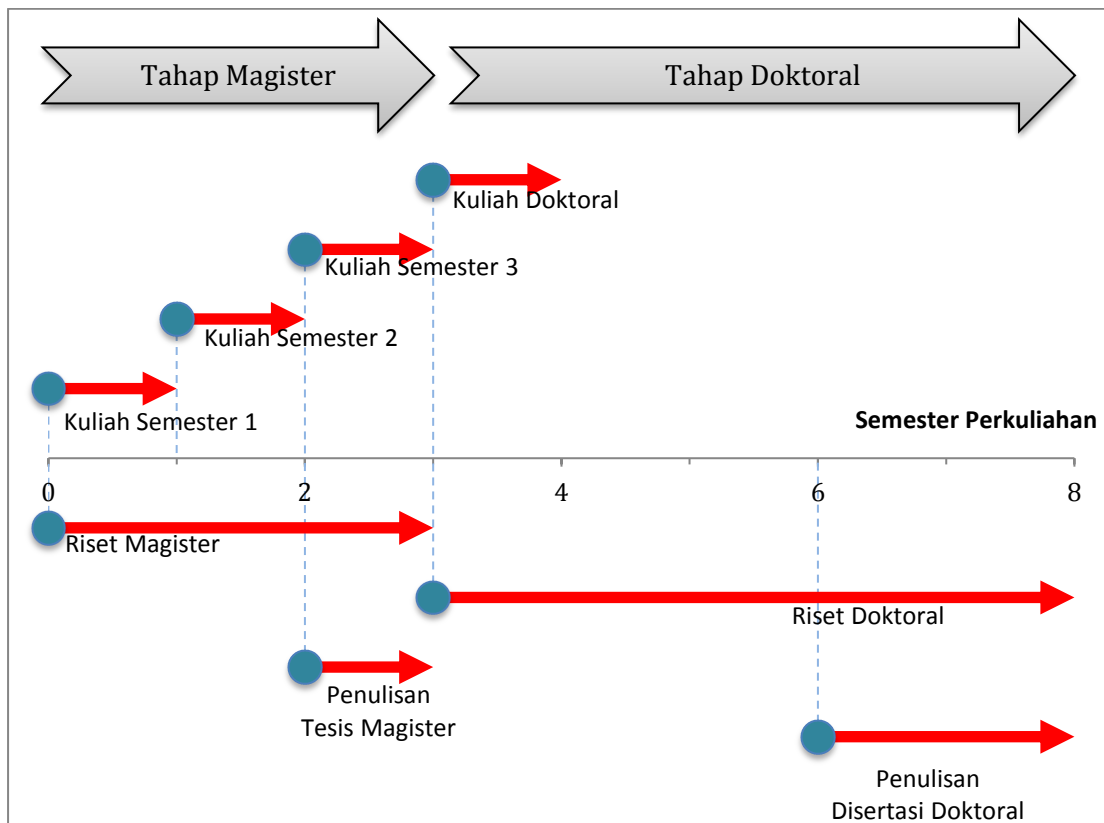 Tahap Magister
Tahap Doktoral
Kuliah Doktoral
Kuliah Semester 3
Kuliah Semester 2
Kuliah Semester 1
Semester Perkuliahan
0 2 4 6 8
Riset Magister
Riset Doktoral
Penulisan
Tesis Magister
Penulisan
Disertasi Doktoral